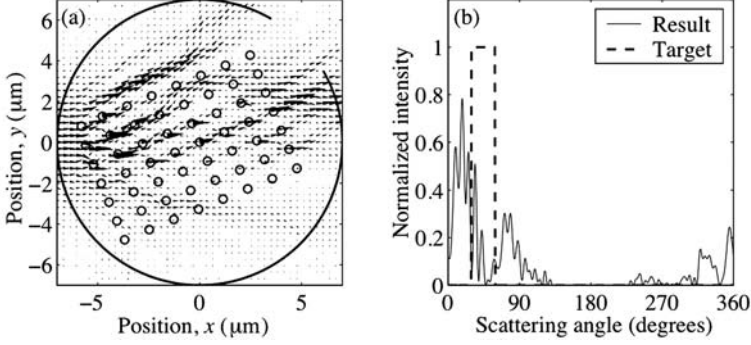 (a)
6
4
2
0
−2
−4
−6
Position, y (μm)
−5
0
5
Position, x (μm)
(b)
Result
Target
1
0.8
0.6
0.4
0.2
0
Normalized intensity
0
90
180
270
360
Scattering angle (degrees)